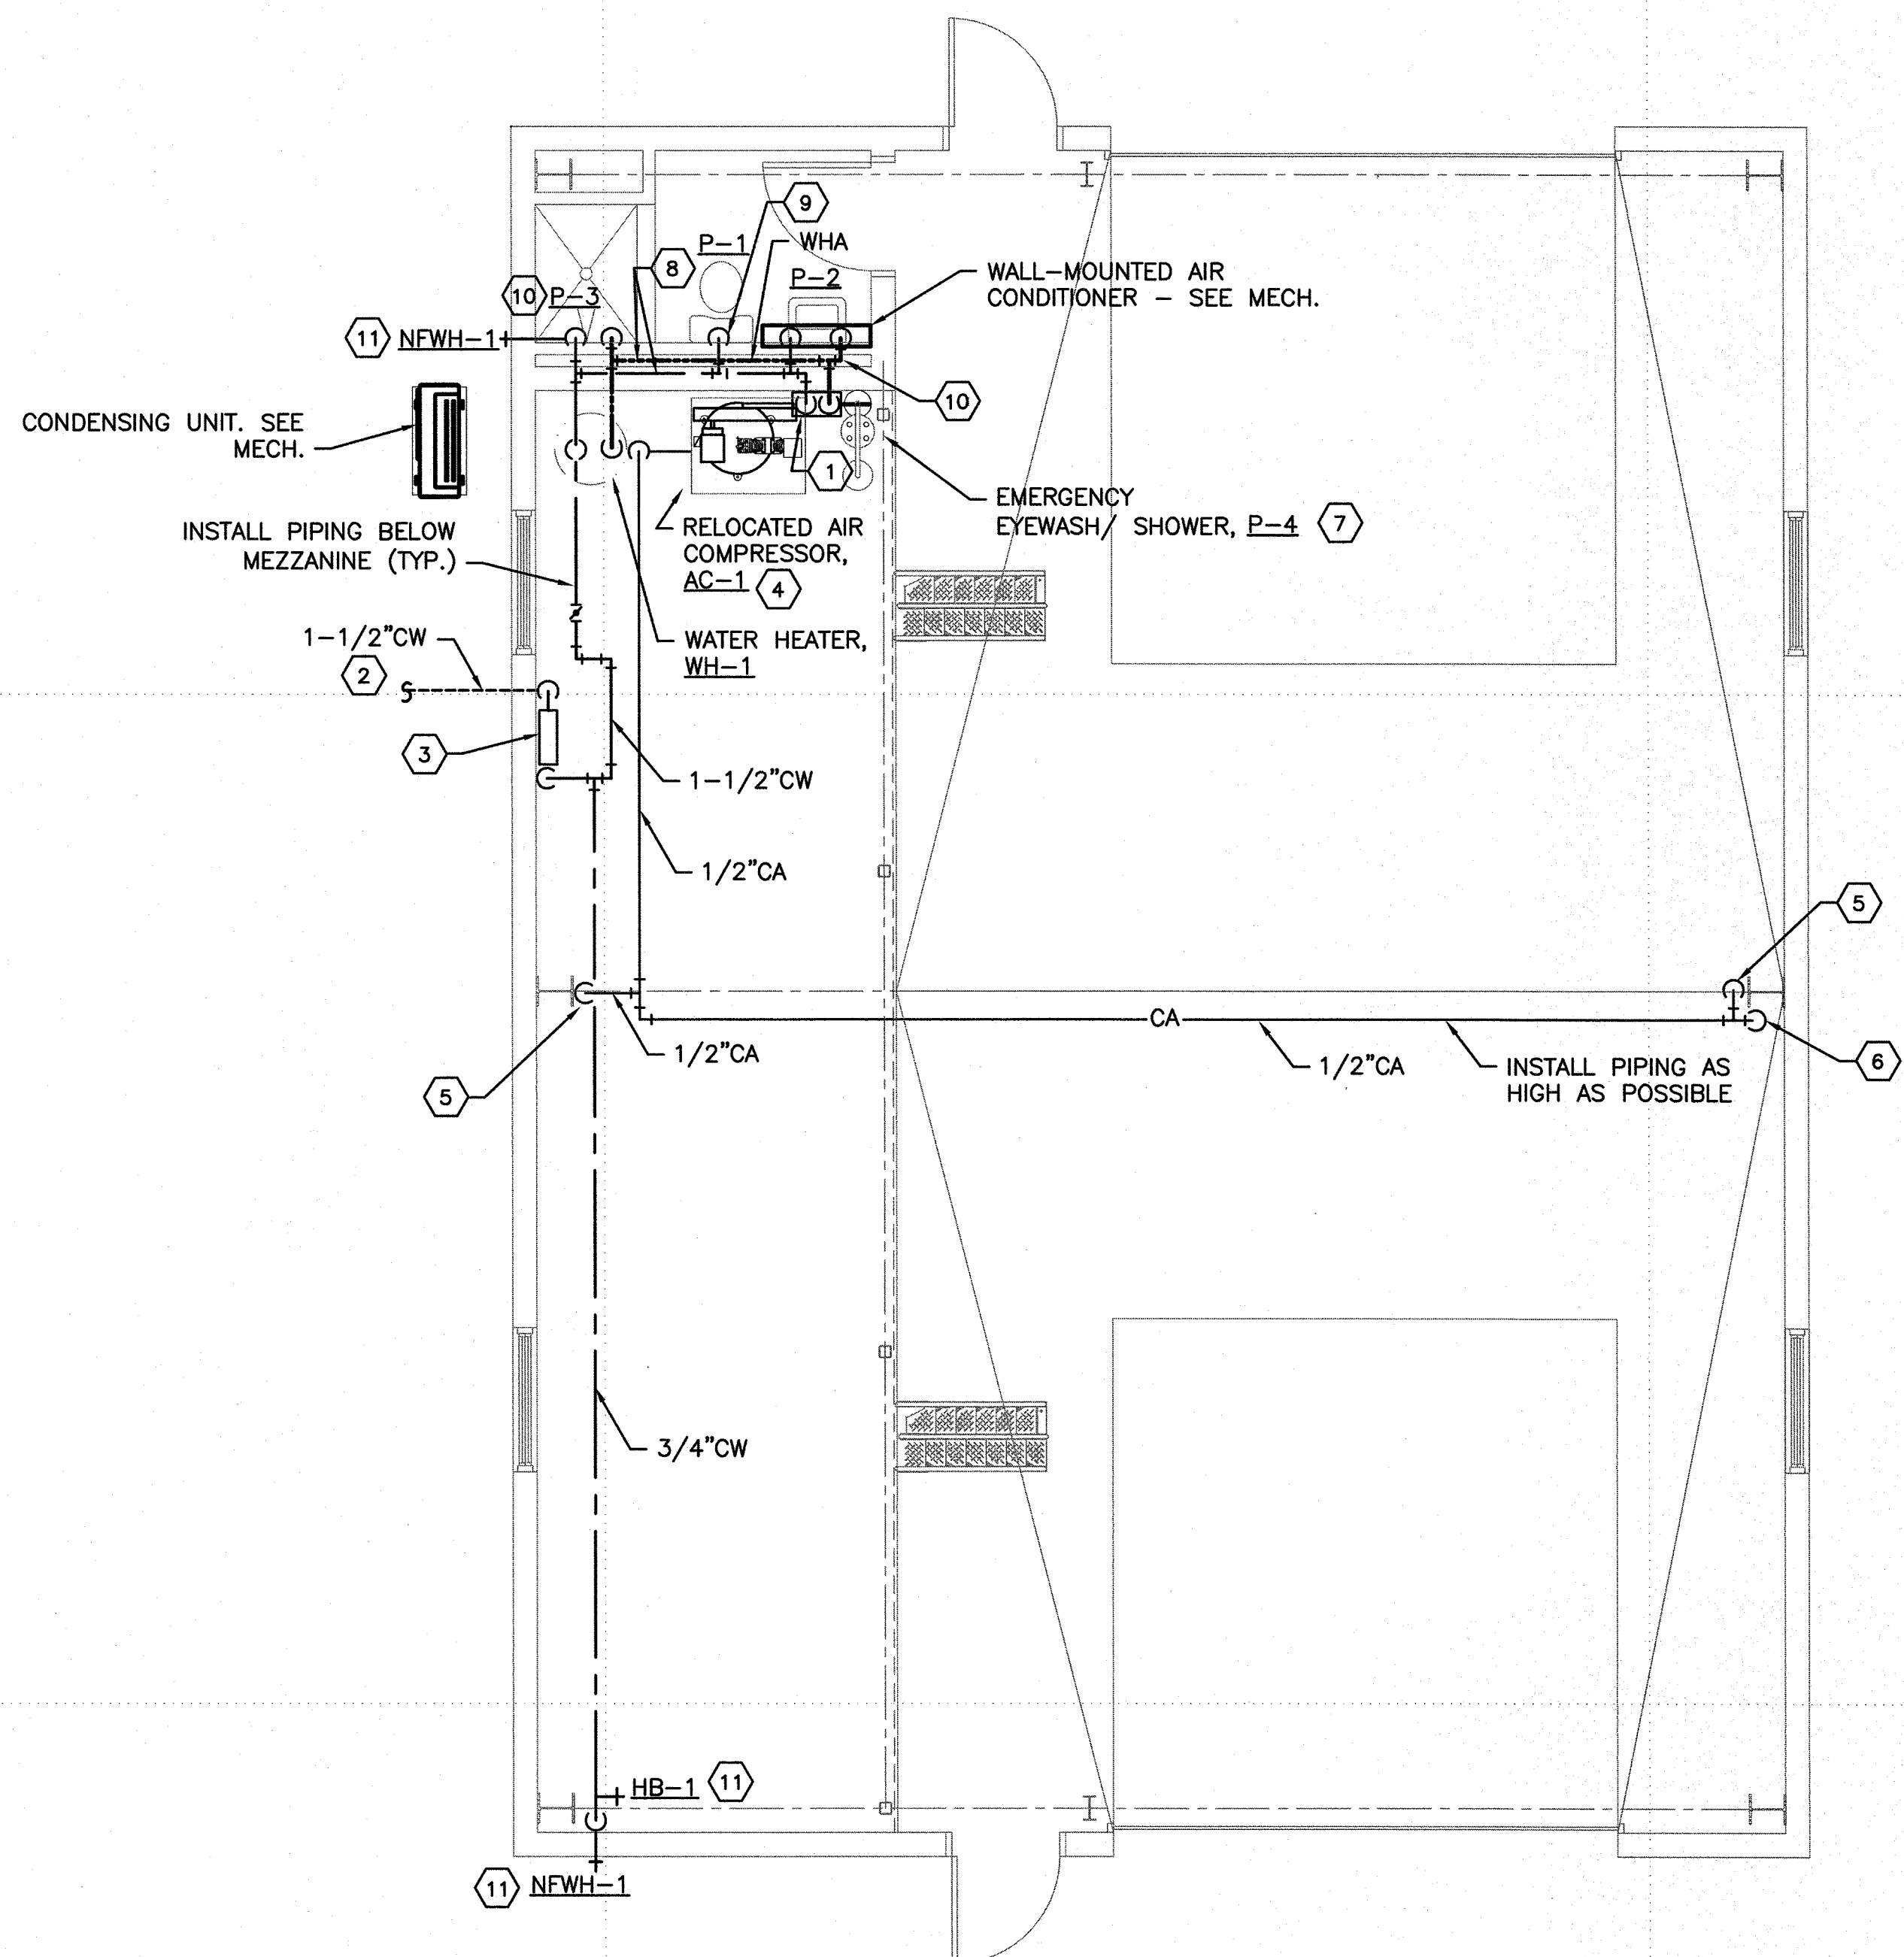 9
P-1
WHA
8
P-2
WALL-MOUNTED AIR
CONDITIONER - SEE MECH.
10 P-3
11 NFWH-1
10
CONDENSING UNIT. SEE
MECH.
1
EMERGENCY
EYEWASH/ SHOWER, P-4 7
RELOCATED AIR
COMPRESSOR,
AC-1 4
INSTALL PIPING BELOW
MEZZANINE (TYP.)
WATER HEATER,
WH-1
1-1/2"CW
2
3
1-1/2"CW
1/2"CA
5
CA
1/2"CA
1/2"CA
INSTALL PIPING AS
HIGH AS POSSIBLE
6
5
3/4"CW
HB-1 11
11 NFWH-1